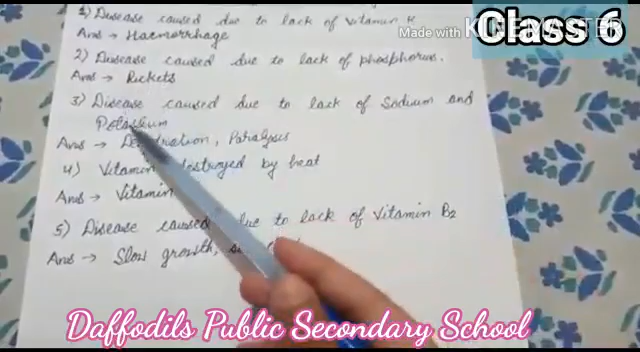 1) Disease caused due to lack of Vitamin K
Ans → Haemorrhage
2) Disease caused due to lack of phosphorus.
Ans → Rickets
3) Disease caused due to lack of Sodium and
Potassium
Ans → Paralysis
4) Vitamin destroyed by heat
Ans → Vitamin
5) Disease caused due to lack of Vitamin B2
Ans → Slow growth,
Made with KINEMASTER
Class 6
Daffodils Public Secondary School